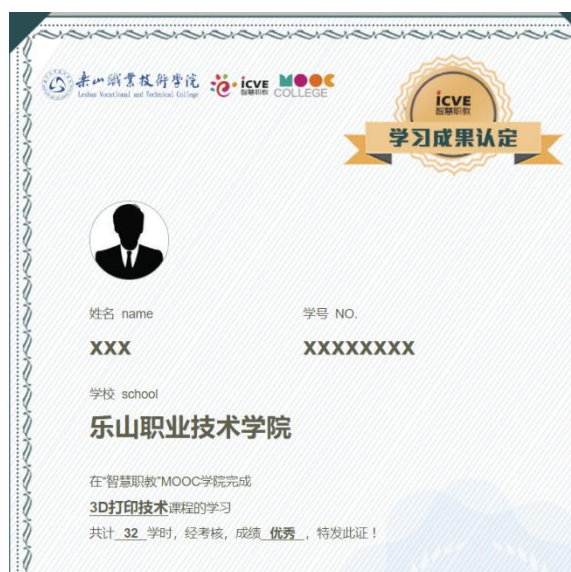 乐山职业技术学院
Leshan Vocational and Technical College
icve
智慧职教
MOOC
COLLEGE
icve
智慧职教
学习成果认定
姓名 name 学号 NO.
XXX XXXXXXXX
学校 school
乐山职业技术学院
在“智慧职教”MOOC学院完成
3D打印技术课程的学习
共计 32 学时，经考核，成绩 优秀 ，特发此证！